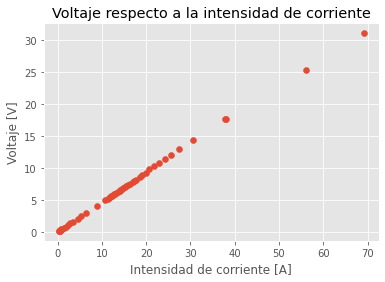 Voltaje respecto a la intensidad de corriente
30
25
20
15
10
5
0
Voltaje [V]
0 10 20 30 40 50 60 70
Intensidad de corriente [A]